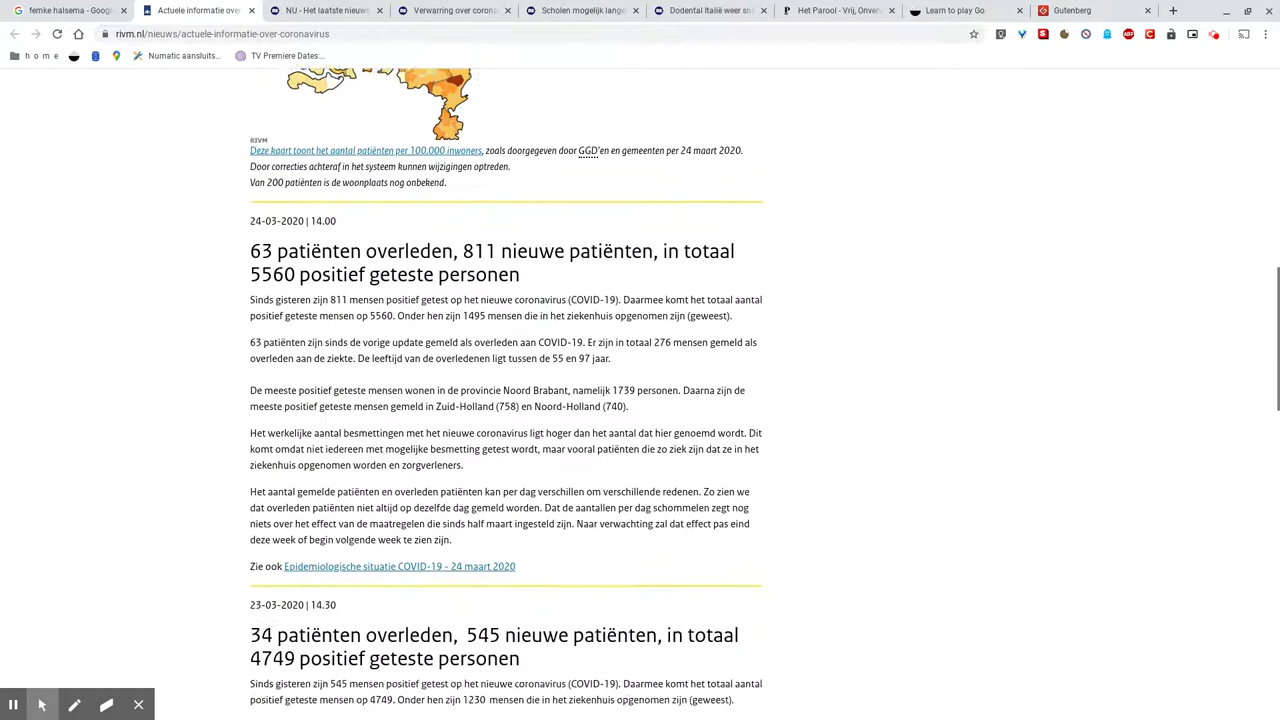 femke halsema - Goog
Actuele informatie over
NU - Het laatste nieuws
Verwarring over corona
Scholen mogelijk lange
Dodental Italië weer sn
Het Parool - Vrij, Onver
Learn to play Go
Gutenberg
rivm.nl/nieuws/actuele-informatie-over-coronavirus
h o m e
Numatic aansluits...
TV Premiere Dates:...
RIVM
Deze kaart toont het aantal patiënten per 100.000 inwoners, zoals doorgegeven door GGD'en en gemeenten per 24 maart 2020.
Door correcties achteraf in het systeem kunnen wijzigingen optreden.
Van 200 patiënten is de woonplaats nog onbekend.
24-03-2020 | 14.00
63 patiënten overleden, 811 nieuwe patiënten, in totaal
5560 positief geteste personen
Sinds gisteren zijn 811 mensen positief getest op het nieuwe coronavirus (COVID-19). Daarmee komt het totaal aantal
positief geteste mensen op 5560. Onder hen zijn 1495 mensen die in het ziekenhuis opgenomen zijn (geweest).
63 patiënten zijn sinds de vorige update gemeld als overleden aan COVID-19. Er zijn in totaal 276 mensen gemeld als
overleden aan de ziekte. De leeftijd van de overledenen ligt tussen de 55 en 97 jaar.
De meeste positief geteste mensen wonen in de provincie Noord Brabant, namelijk 1739 personen. Daarna zijn de
meeste positief geteste mensen gemeld in Zuid-Holland (758) en Noord-Holland (740).
Het werkelijke aantal besmettingen met het nieuwe coronavirus ligt hoger dan het aantal dat hier genoemd wordt. Dit
komt omdat niet iedereen met mogelijke besmetting getest wordt, maar vooral patiënten die zo ziek zijn dat ze in het
ziekenhuis opgenomen worden en zorgverleners.
Het aantal gemelde patiënten en overleden patiënten kan per dag verschillen om verschillende redenen. Zo zien we
dat overleden patiënten niet altijd op dezelfde dag gemeld worden. Dat de aantallen per dag schommelen zegt nog
niets over het effect van de maatregelen die sinds half maart ingesteld zijn. Naar verwachting zal dat effect pas eind
deze week of begin volgende week te zien zijn.
Zie ook Epidemiologische situatie COVID-19 - 24 maart 2020
23-03-2020 | 14.30
34 patiënten overleden, 545 nieuwe patiënten, in totaal
4749 positief geteste personen
Sinds gisteren zijn 545 mensen positief getest op het nieuwe coronavirus (COVID-19). Daarmee komt het totaal aantal
positief geteste mensen op 4749. Onder hen zijn 1230 mensen die in het ziekenhuis opgenomen zijn (geweest).